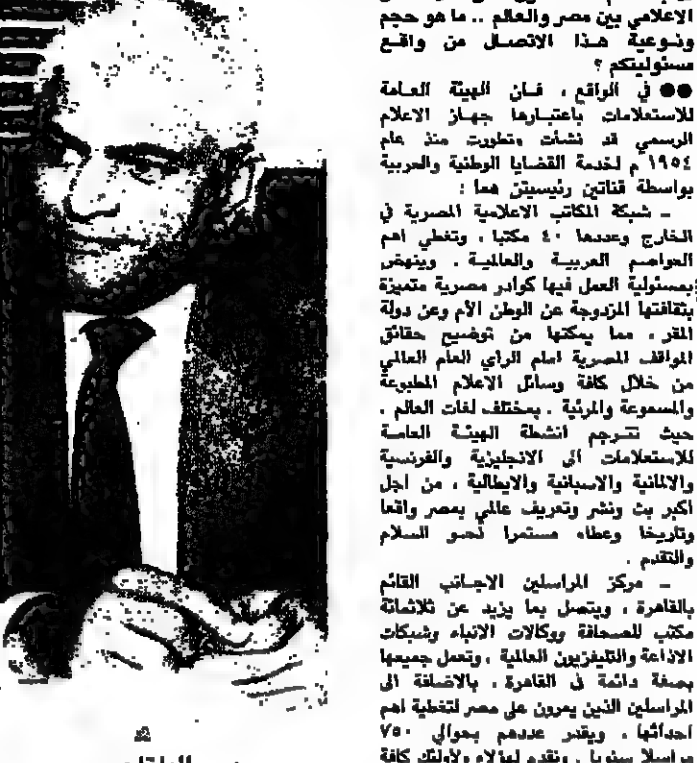 الاعلامي بين مصر والعالم .. ما هو حجم
ونوعية هذا الاتصال من واقع
مسئوليتكم ؟
●● في الواقع ، فان الهيئة العامة
للاستعلامات باعتبارها جهاز الاعلام
الرسمي قد نشأت وتطورت منذ عام
١٩٥٤ م لخدمة القضايا الوطنية والعربية
بواسطة قناتين رئيسيتن هما :
ـ شبكة المكاتب الاعلامية المصرية في
الخارج وعددها ٤٠ مكتبا ، وتغطي اهم
العواصم العربية والعالمية . وينهض
بمسئولية العمل فيها كوادر مصرية متميزة
بثقافتها المزدوجة عن الوطن الأم وعن دولة
المقر ، مما يمكنها من توضيح حقائق
المواقف المصرية امام الراي العام العالمي
من خلال كافة وسائل الاعلام المطبوعة
والمسموعة والمرئية . بمختلف لغات العالم .
حيث تترجم انشطة الهيئة العامة
للاستعلامات الى الانجليزية والفرنسية
والالمانية والاسبانية والايطالية ، من اجل
اكبر بث ونشر وتعريف عالمي بمصر واقعا
وتاريخا وعطاء مستمرا نحو السلام
والتقدم .
ـ مركز المراسلين الاجانب القائم
بالقاهرة ، ويتصل بما يزيد عن ثلاثمائة
مكتب للصحافة ووكالات الانباء وشبكات
الاذاعة والتليفزيون العالمية ، وتعمل جميعها
بصفة دائمة في القاهرة . بالاضافة الى
المراسلين الذين يمرون على مصر لتغطية اهم
احداثها ، ويقدر عددهم بحوالي ٧٥٠
مراسلا سنويا . ونقدم لهؤلاء ولأولئك كافة